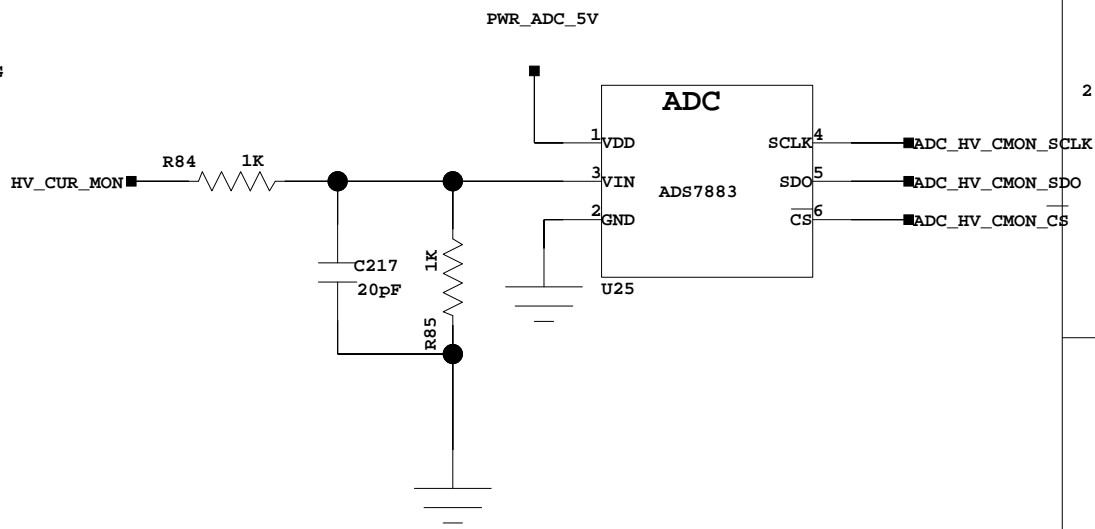 PWR_ADC_5V
2
ADC
1
VDD
SCLK
4
ADC_HV_CMON_SCLK
R84
1K
HV_CUR_MON
3
VIN
ADS7883
SDO
5
ADC_HV_CMON_SDO
2
GND
CS
6
ADC_HV_CMON_CS
C217
20pF
1K
R85
U25